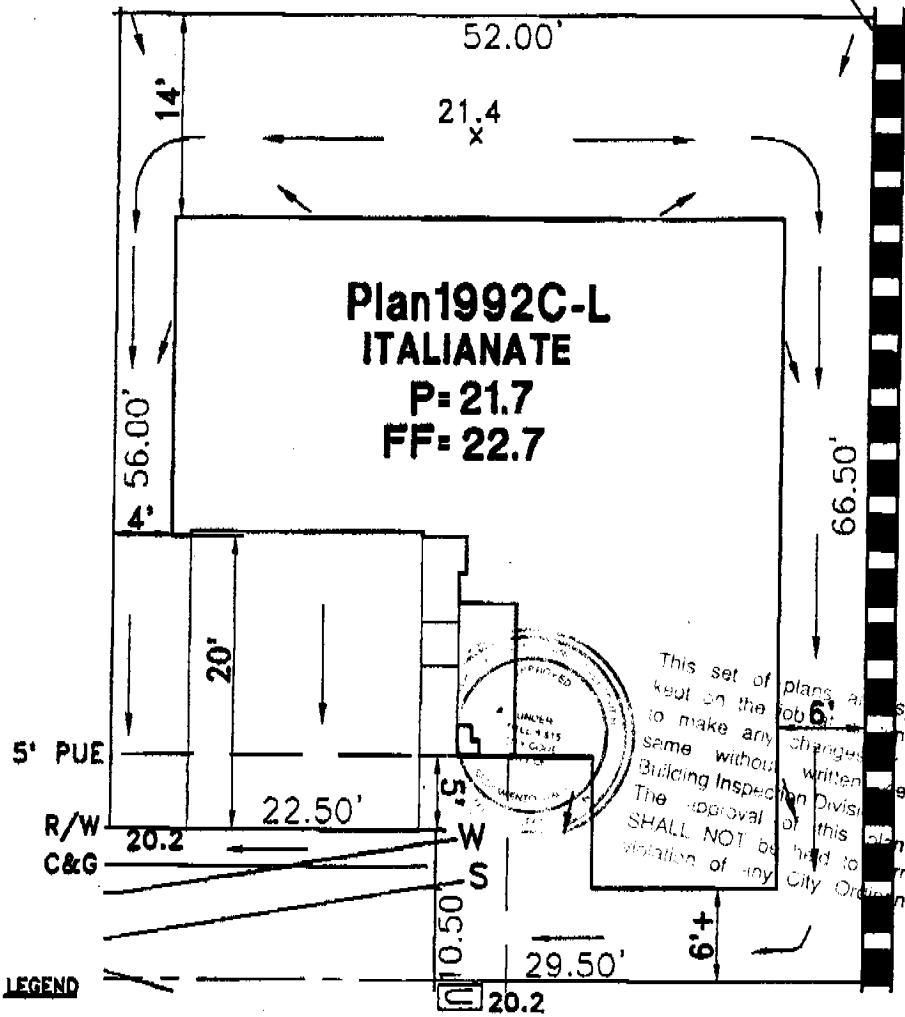 52.00'
14'
21.4
x
Plan1992C-L
ITALIANATE
P= 21.7
FF= 22.7
56.00'
66.50'
4'
20'
This set of plans
kept on the job
6'
to make any changes
same without written
Building Inspection
The approval of this
SHALL NOT be held to
violation of any City
5' PUE
5'
22.50'
R/W
20.2
W
C&G
S
10.50'
+9'
29.50'
LEGEND
U
20.2